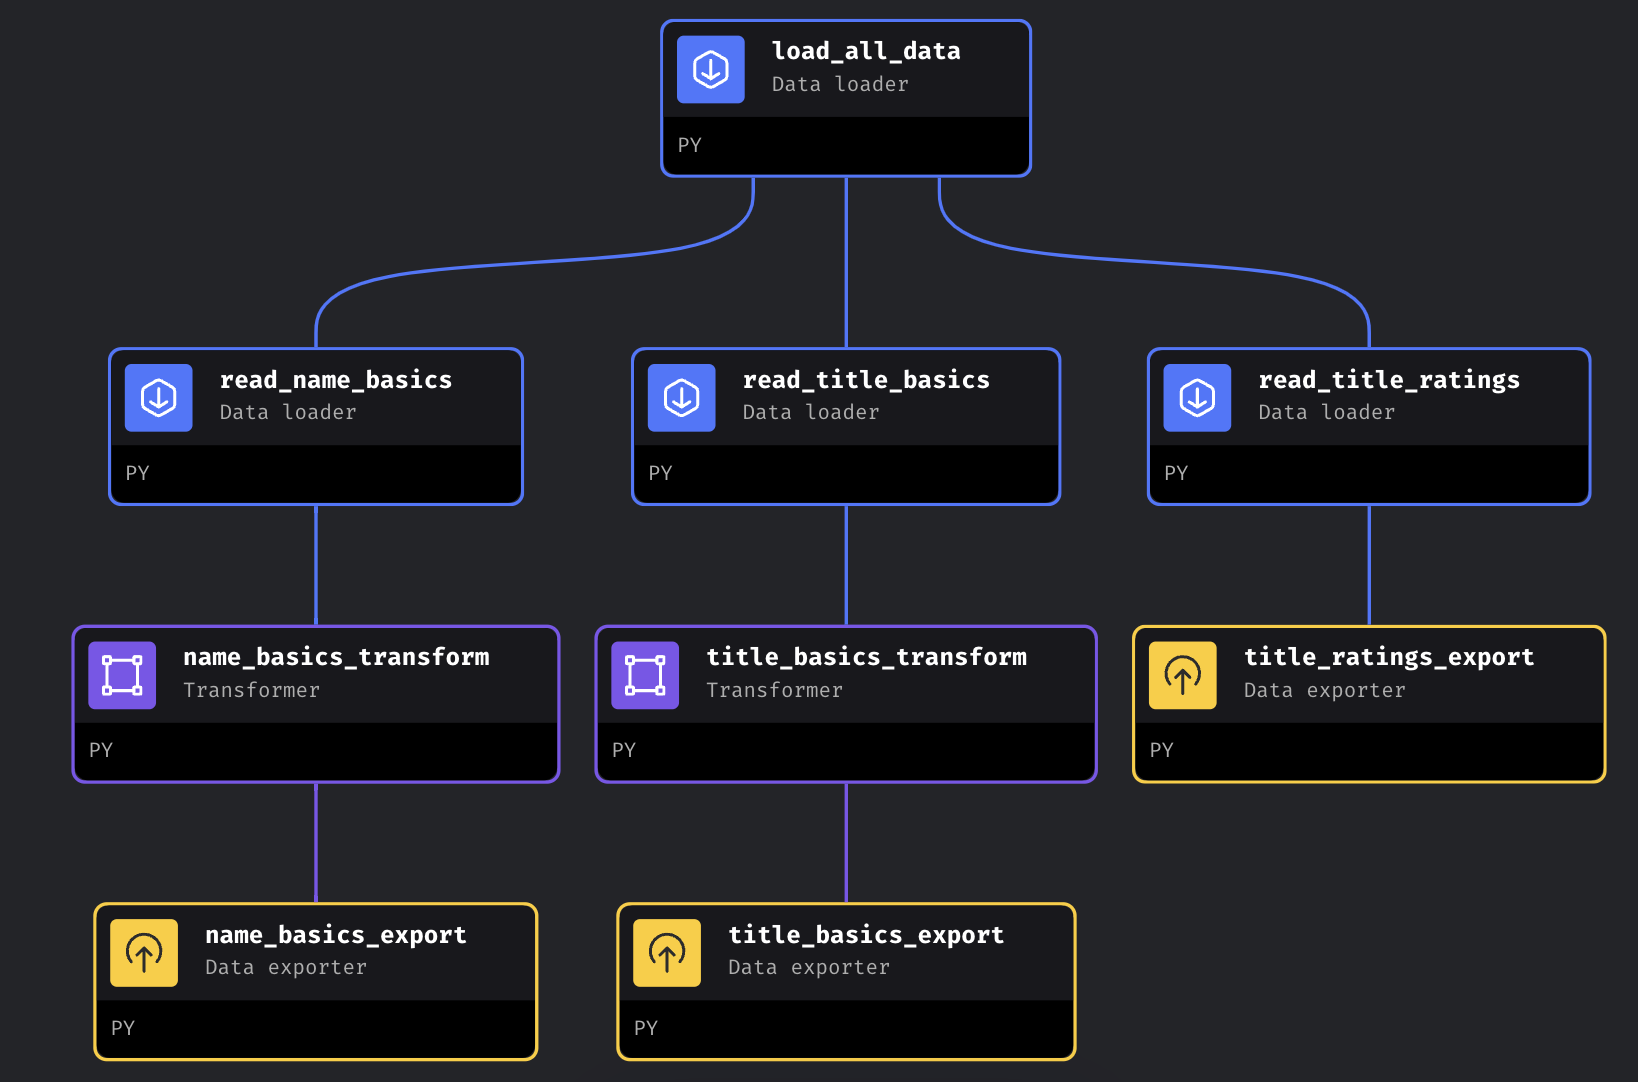 load_all_data
Data loader
PY
read_name_basics
Data loader
PY
read_title_basics
Data loader
PY
read_title_ratings
Data loader
PY
name_basics_transform
Transformer
PY
title_basics_transform
Transformer
PY
title_ratings_export
Data exporter
PY
name_basics_export
Data exporter
PY
title_basics_export
Data exporter
PY